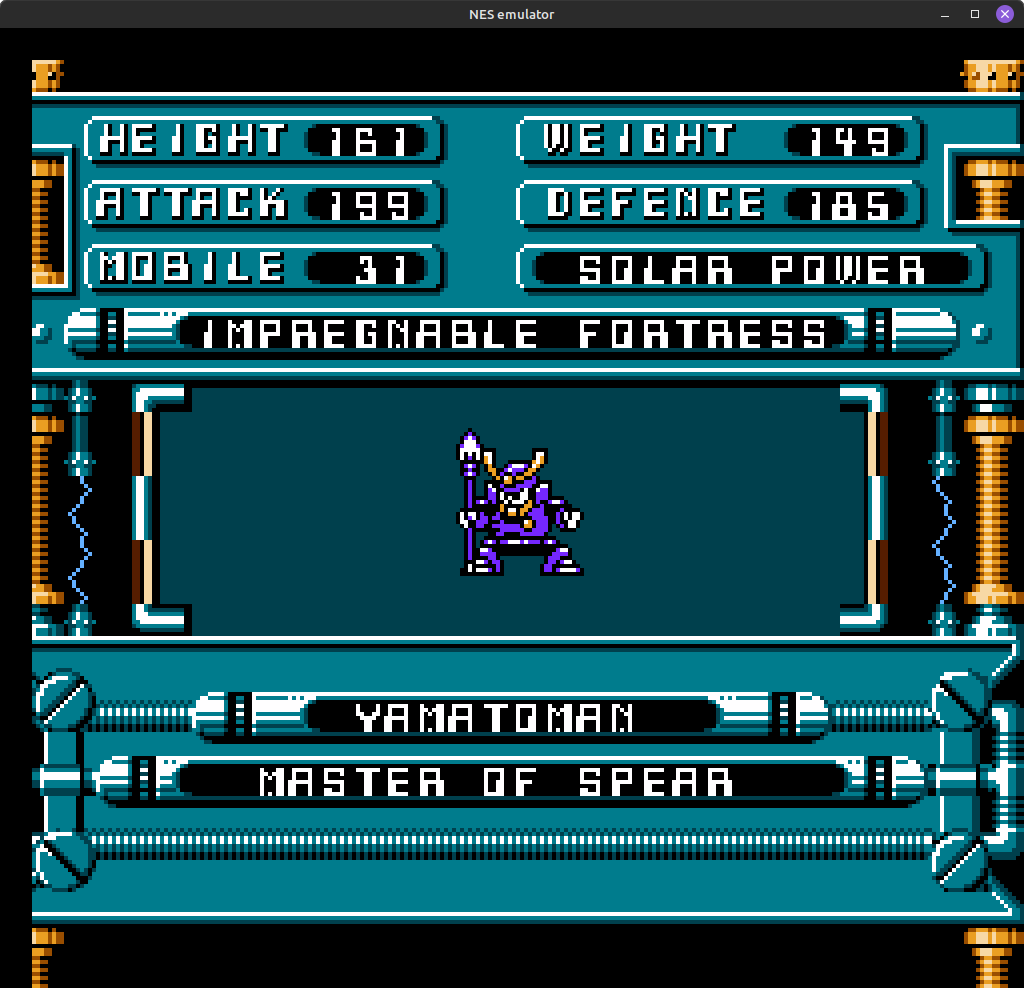 NES emulator
HEIGHT 161 WEIGHT 149
ATTACK 199 DEFENCE 185
MOBILE 31 SOLAR POWER
IMPREGNABLE FORTRESS
YAMATOMAN
MASTER OF SPEAR